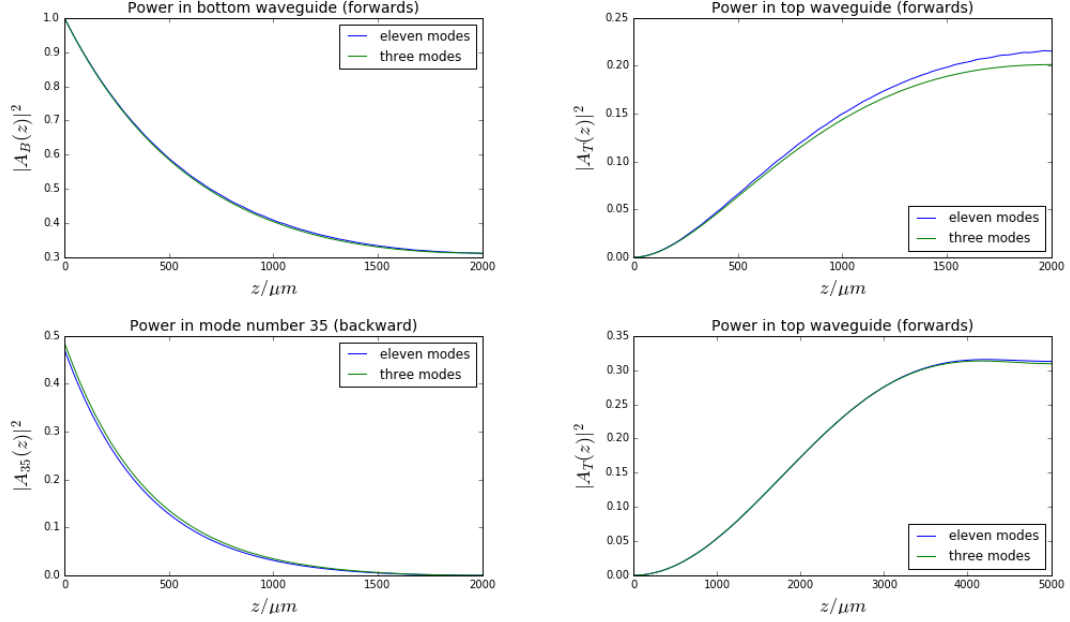 Power in bottom waveguide (forwards)
1.0
0.9
0.8
0.7
0.6
0.5
0.4
0.3
|A_B(z)|^2
eleven modes
three modes
0 500 1000 1500 2000
z/μm
Power in top waveguide (forwards)
0.25
0.20
0.15
0.10
0.05
0.00
|A_T(z)|^2
eleven modes
three modes
0 500 1000 1500 2000
z/μm
Power in mode number 35 (backward)
0.5
0.4
0.3
0.2
0.1
0.0
|A_35(z)|^2
eleven modes
three modes
0 500 1000 1500 2000
z/μm
Power in top waveguide (forwards)
0.35
0.30
0.25
0.20
0.15
0.10
0.05
0.00
|A_T(z)|^2
eleven modes
three modes
0 1000 2000 3000 4000 5000
z/μm